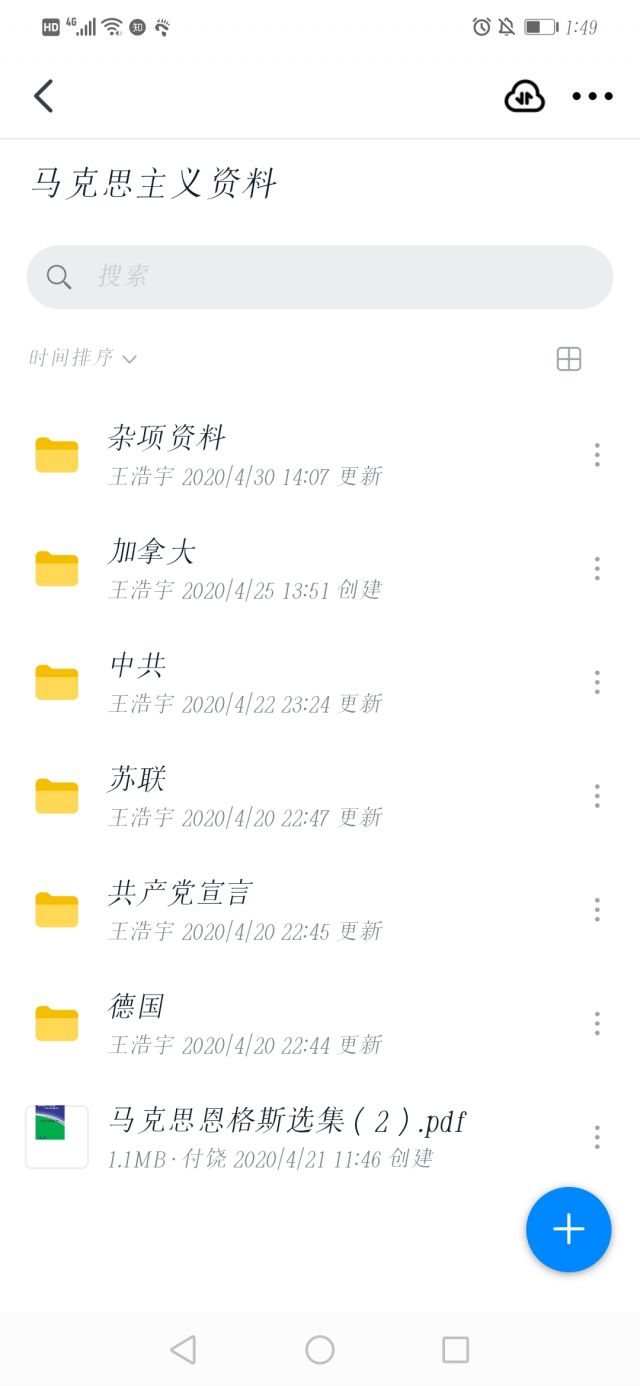 HD 4G 知 1:49
马克思主义资料
搜索
时间排序
杂项资料
王浩宇 2020/4/30 14:07 更新
加拿大
王浩宇 2020/4/25 13:51 创建
中共
王浩宇 2020/4/22 23:24 更新
苏联
王浩宇 2020/4/20 22:47 更新
共产党宣言
王浩宇 2020/4/20 22:45 更新
德国
王浩宇 2020/4/20 22:44 更新
马克思恩格斯选集(2).pdf
1.1MB·付饶 2020/4/21 11:46 创建